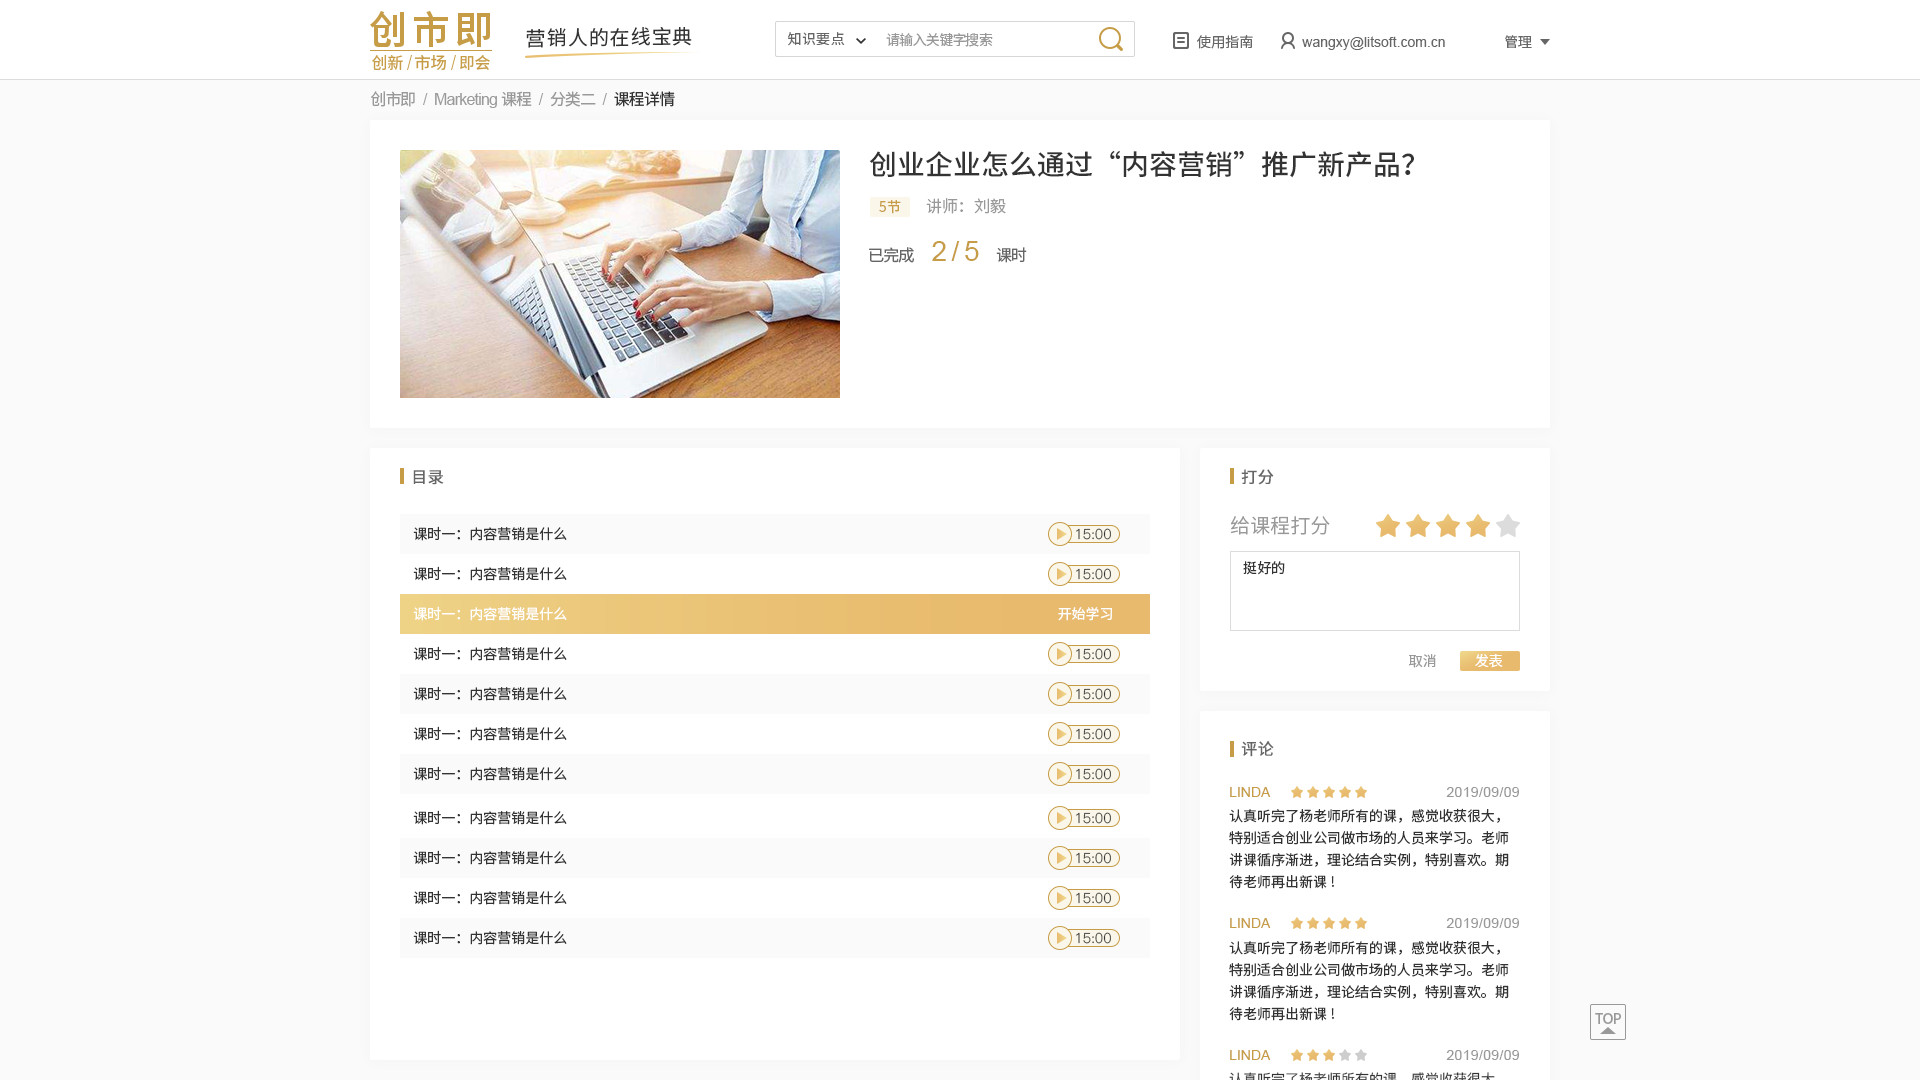 创市即
创新 / 市场 / 即会
营销人的在线宝典
知识要点
请输入关键字搜索
使用指南
wangxy@litsoft.com.cn
管理
创市即 / Marketing 课程 / 分类二 / 课程详情
创业企业怎么通过“内容营销”推广新产品？
5节 讲师：刘毅
已完成 2 / 5 课时
目录
课时一：内容营销是什么 15:00
课时一：内容营销是什么 15:00
课时一：内容营销是什么 开始学习
课时一：内容营销是什么 15:00
课时一：内容营销是什么 15:00
课时一：内容营销是什么 15:00
课时一：内容营销是什么 15:00
课时一：内容营销是什么 15:00
课时一：内容营销是什么 15:00
课时一：内容营销是什么 15:00
课时一：内容营销是什么 15:00
打分
给课程打分
挺好的
取消 发表
评论
LINDA 2019/09/09
认真听完了杨老师所有的课，感觉收获很大，
特别适合创业公司做市场的人员来学习。老师
讲课循序渐进，理论结合实例，特别喜欢。期
待老师再出新课！
LINDA 2019/09/09
认真听完了杨老师所有的课，感觉收获很大，
特别适合创业公司做市场的人员来学习。老师
讲课循序渐进，理论结合实例，特别喜欢。期
待老师再出新课！
LINDA 2019/09/09
认真听完了杨老师所有的课，感觉收获很大，
TOP